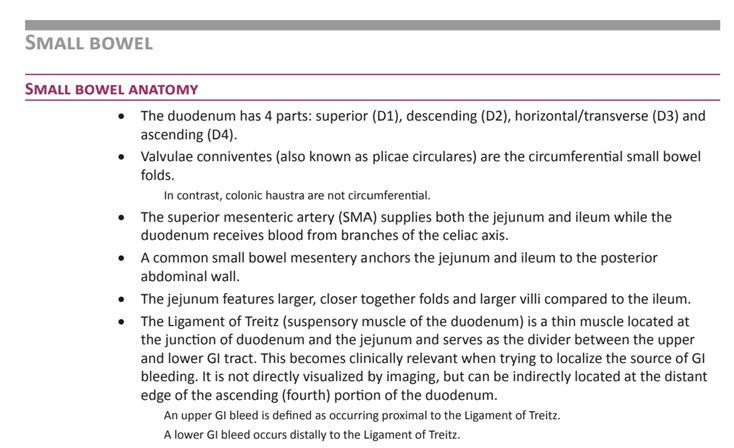 SMALL BOWEL
SMALL BOWEL ANATOMY
• The duodenum has 4 parts: superior (D1), descending (D2), horizontal/transverse (D3) and
ascending (D4).
• Valvulae conniventes (also known as plicae circulares) are the circumferential small bowel
folds.
In contrast, colonic haustra are not circumferential.
• The superior mesenteric artery (SMA) supplies both the jejunum and ileum while the
duodenum receives blood from branches of the celiac axis.
• A common small bowel mesentery anchors the jejunum and ileum to the posterior
abdominal wall.
• The jejunum features larger, closer together folds and larger villi compared to the ileum.
• The Ligament of Treitz (suspensory muscle of the duodenum) is a thin muscle located at
the junction of duodenum and the jejunum and serves as the divider between the upper
and lower GI tract. This becomes clinically relevant when trying to localize the source of GI
bleeding. It is not directly visualized by imaging, but can be indirectly located at the distant
edge of the ascending (fourth) portion of the duodenum.
An upper GI bleed is defined as occurring proximal to the Ligament of Treitz.
A lower GI bleed occurs distally to the Ligament of Treitz.